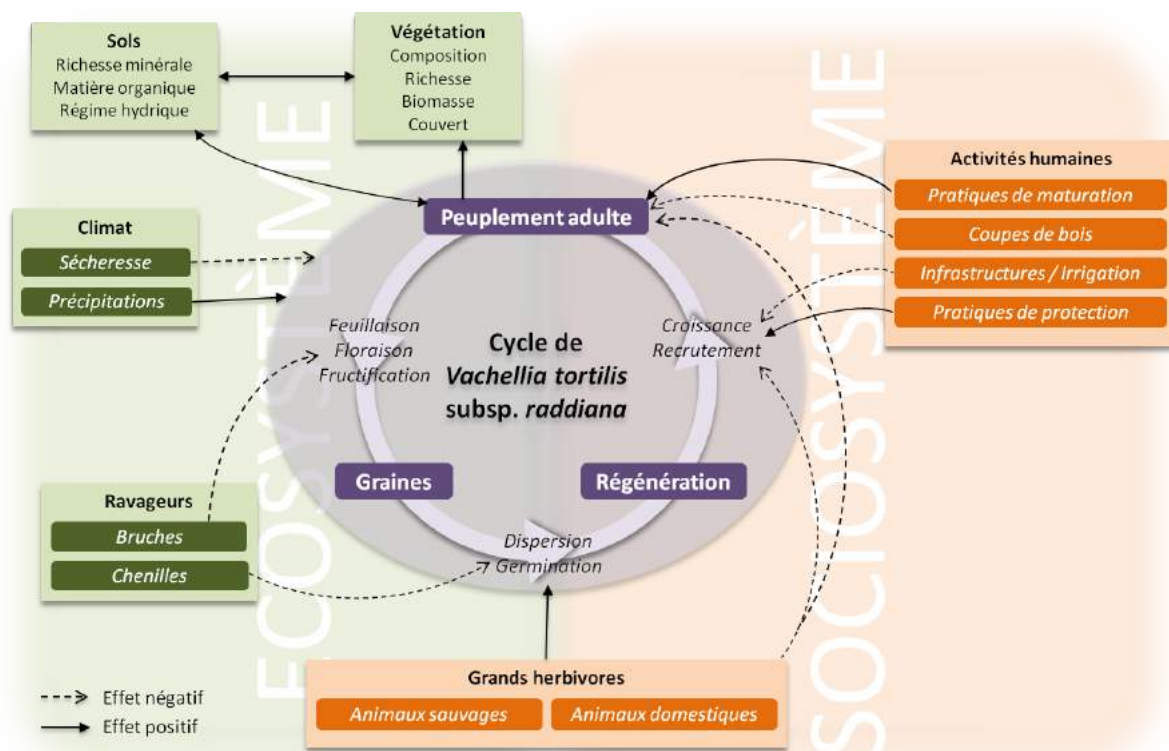 Sols
Richesse minérale
Matière organique
Régime hydrique
Végétation
Composition
Richesse
Biomasse
Couvert
Activités humaines
Pratiques de maturation
Coupes de bois
Infrastructures / Irrigation
Pratiques de protection
Climat
Sécheresse
Précipitations
Peuplement adulte
Feuillaison
Floraison
Fructification
Cycle de
Vachellia tortilis
subsp. raddiana
Croissance
Recrutement
Graines
Régénération
Dispersion
Germination
Ravageurs
Bruches
Chenilles
Grands herbivores
Animaux sauvages
Animaux domestiques
Effet négatif
Effet positif
ECOSYSTÈME
SOCIOSYSTÈME